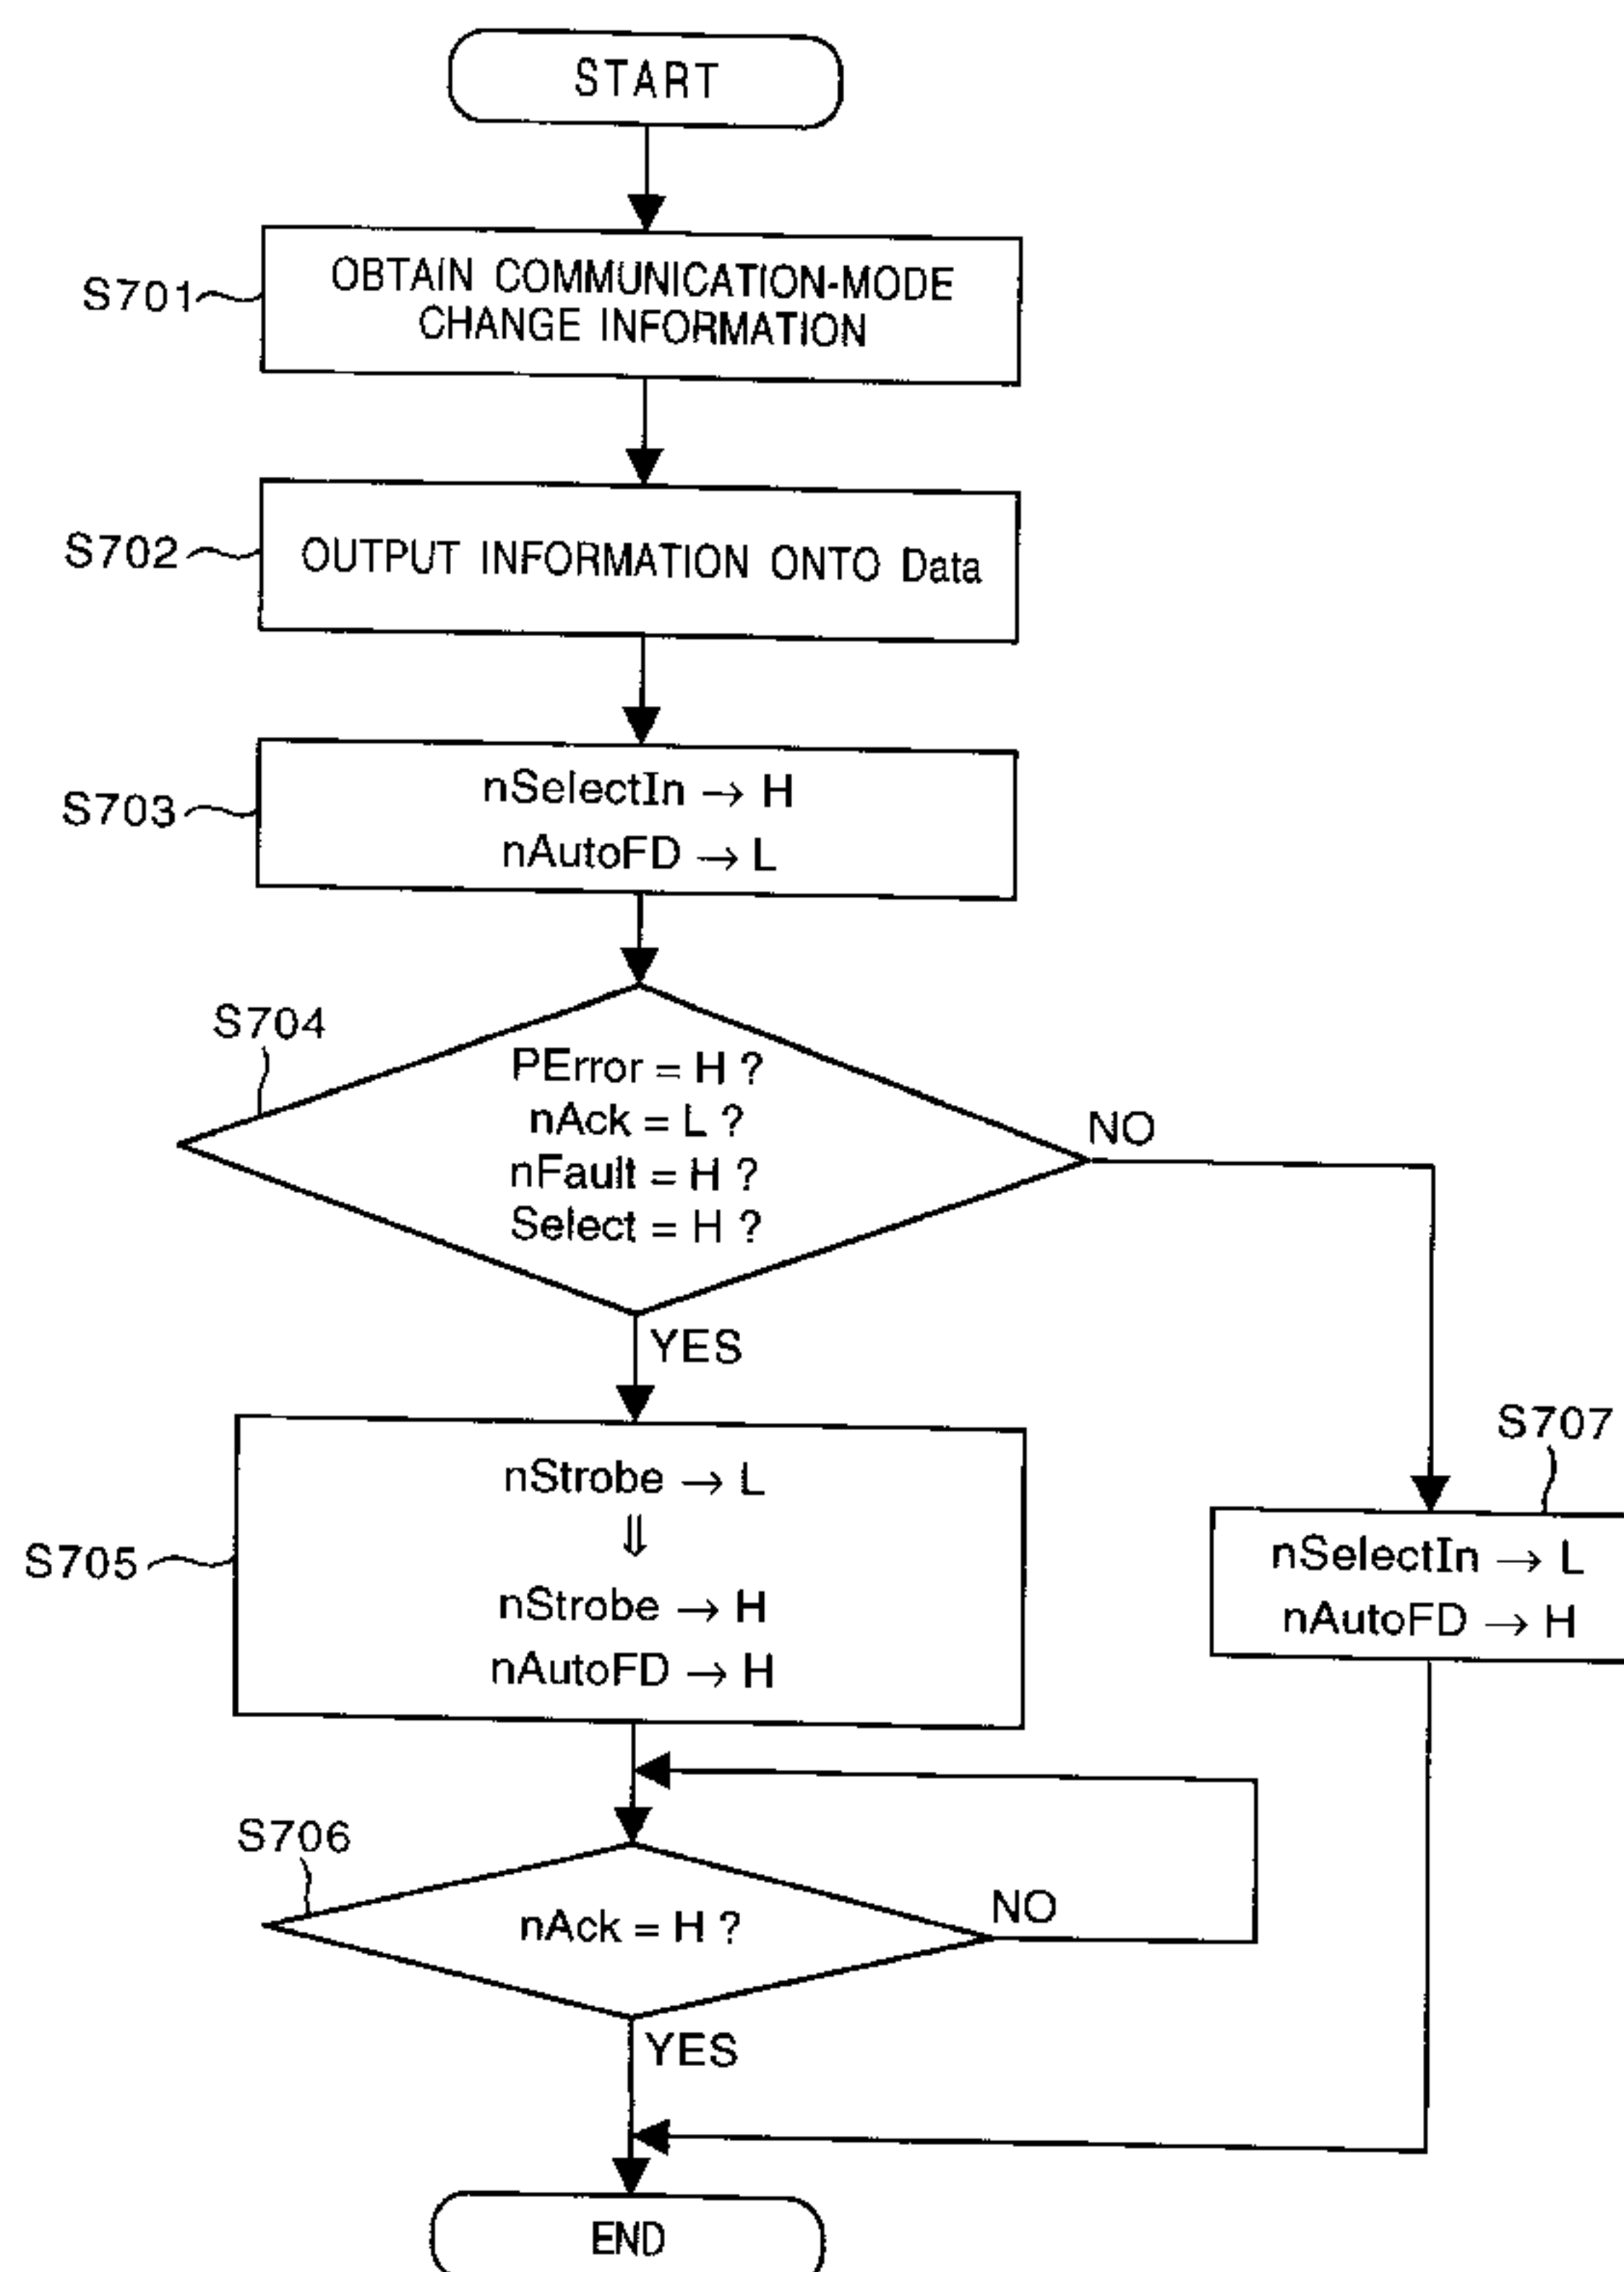 START
S701
OBTAIN COMMUNICATION-MODE
CHANGE INFORMATION
S702
OUTPUT INFORMATION ONTO Data
S703
nSelectIn → H
nAutoFD → L
S704
PError = H ?
nAck = L ?
nFault = H ?
Select = H ?
NO
YES
S705
nStrobe → L
⇓
nStrobe → H
nAutoFD → H
S707
nSelectIn → L
nAutoFD → H
S706
nAck = H ?
NO
YES
END